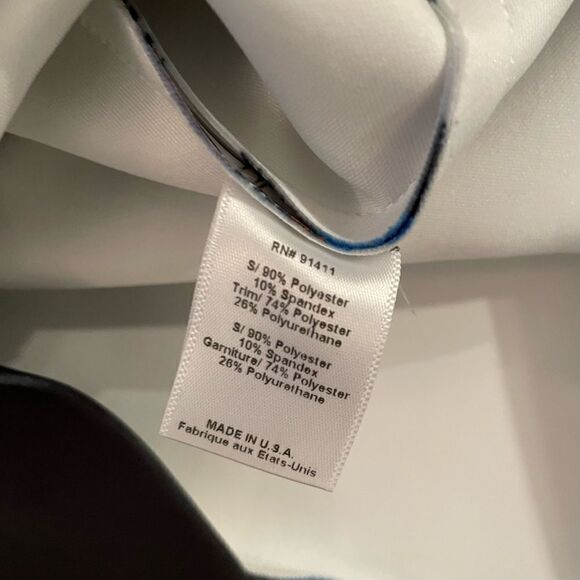 RN# 91411
S/ 90% Polyester
10% Spandex
Trim/ 74% Polyester
26% Polyurethane
S/ 90% Polyester
10% Spandex
Garniture/ 74% Polyester
26% Polyurethane
MADE IN U.S.A.
Fabrique aux Etats-Unis